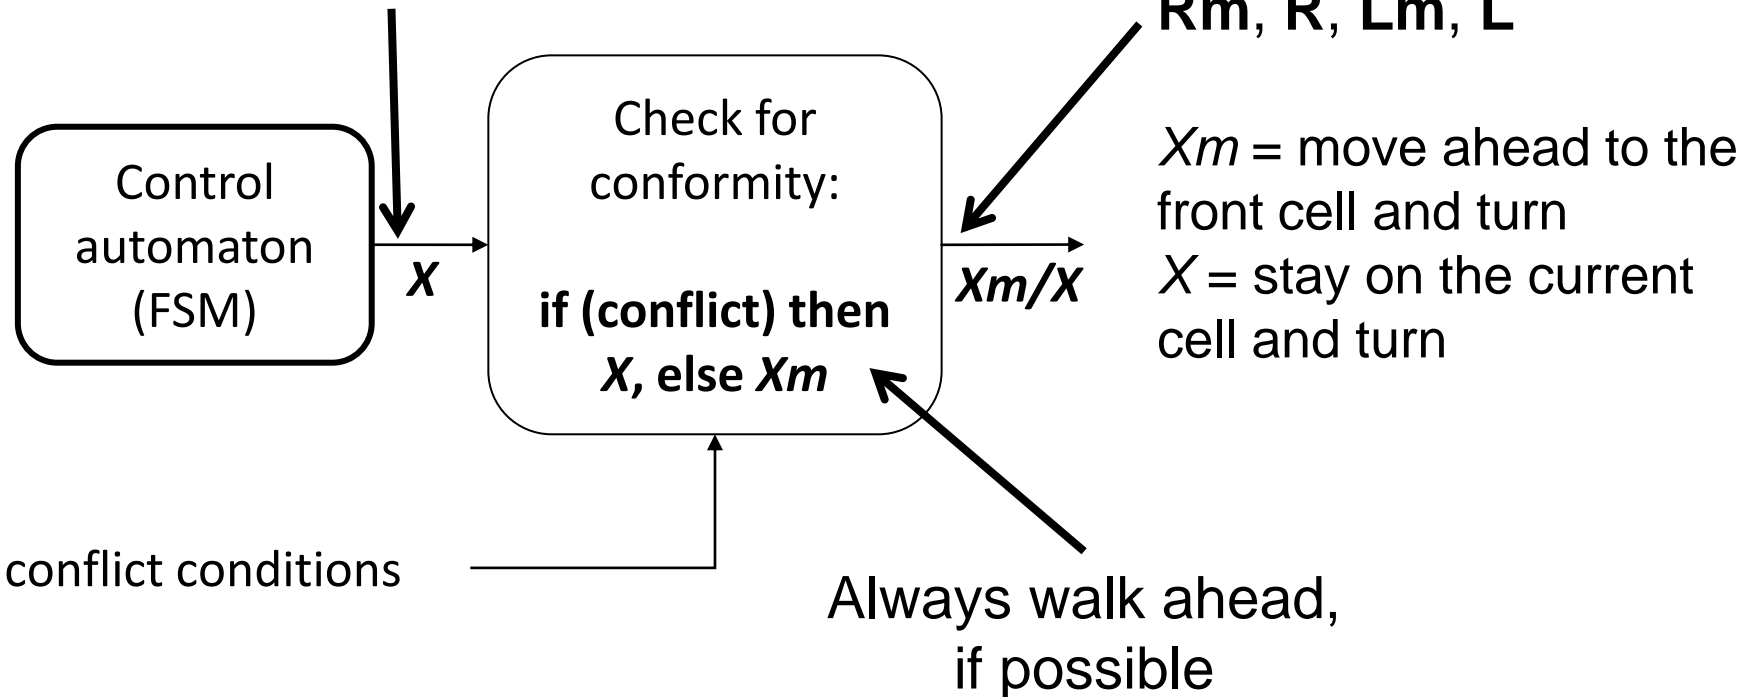 Rm, R, Lm, L
Control
automaton
(FSM)
X
Check for
conformity:
if (conflict) then
X, else Xm
Xm/X
Xm = move ahead to the
front cell and turn
X = stay on the current
cell and turn
conflict conditions
Always walk ahead,
if possible